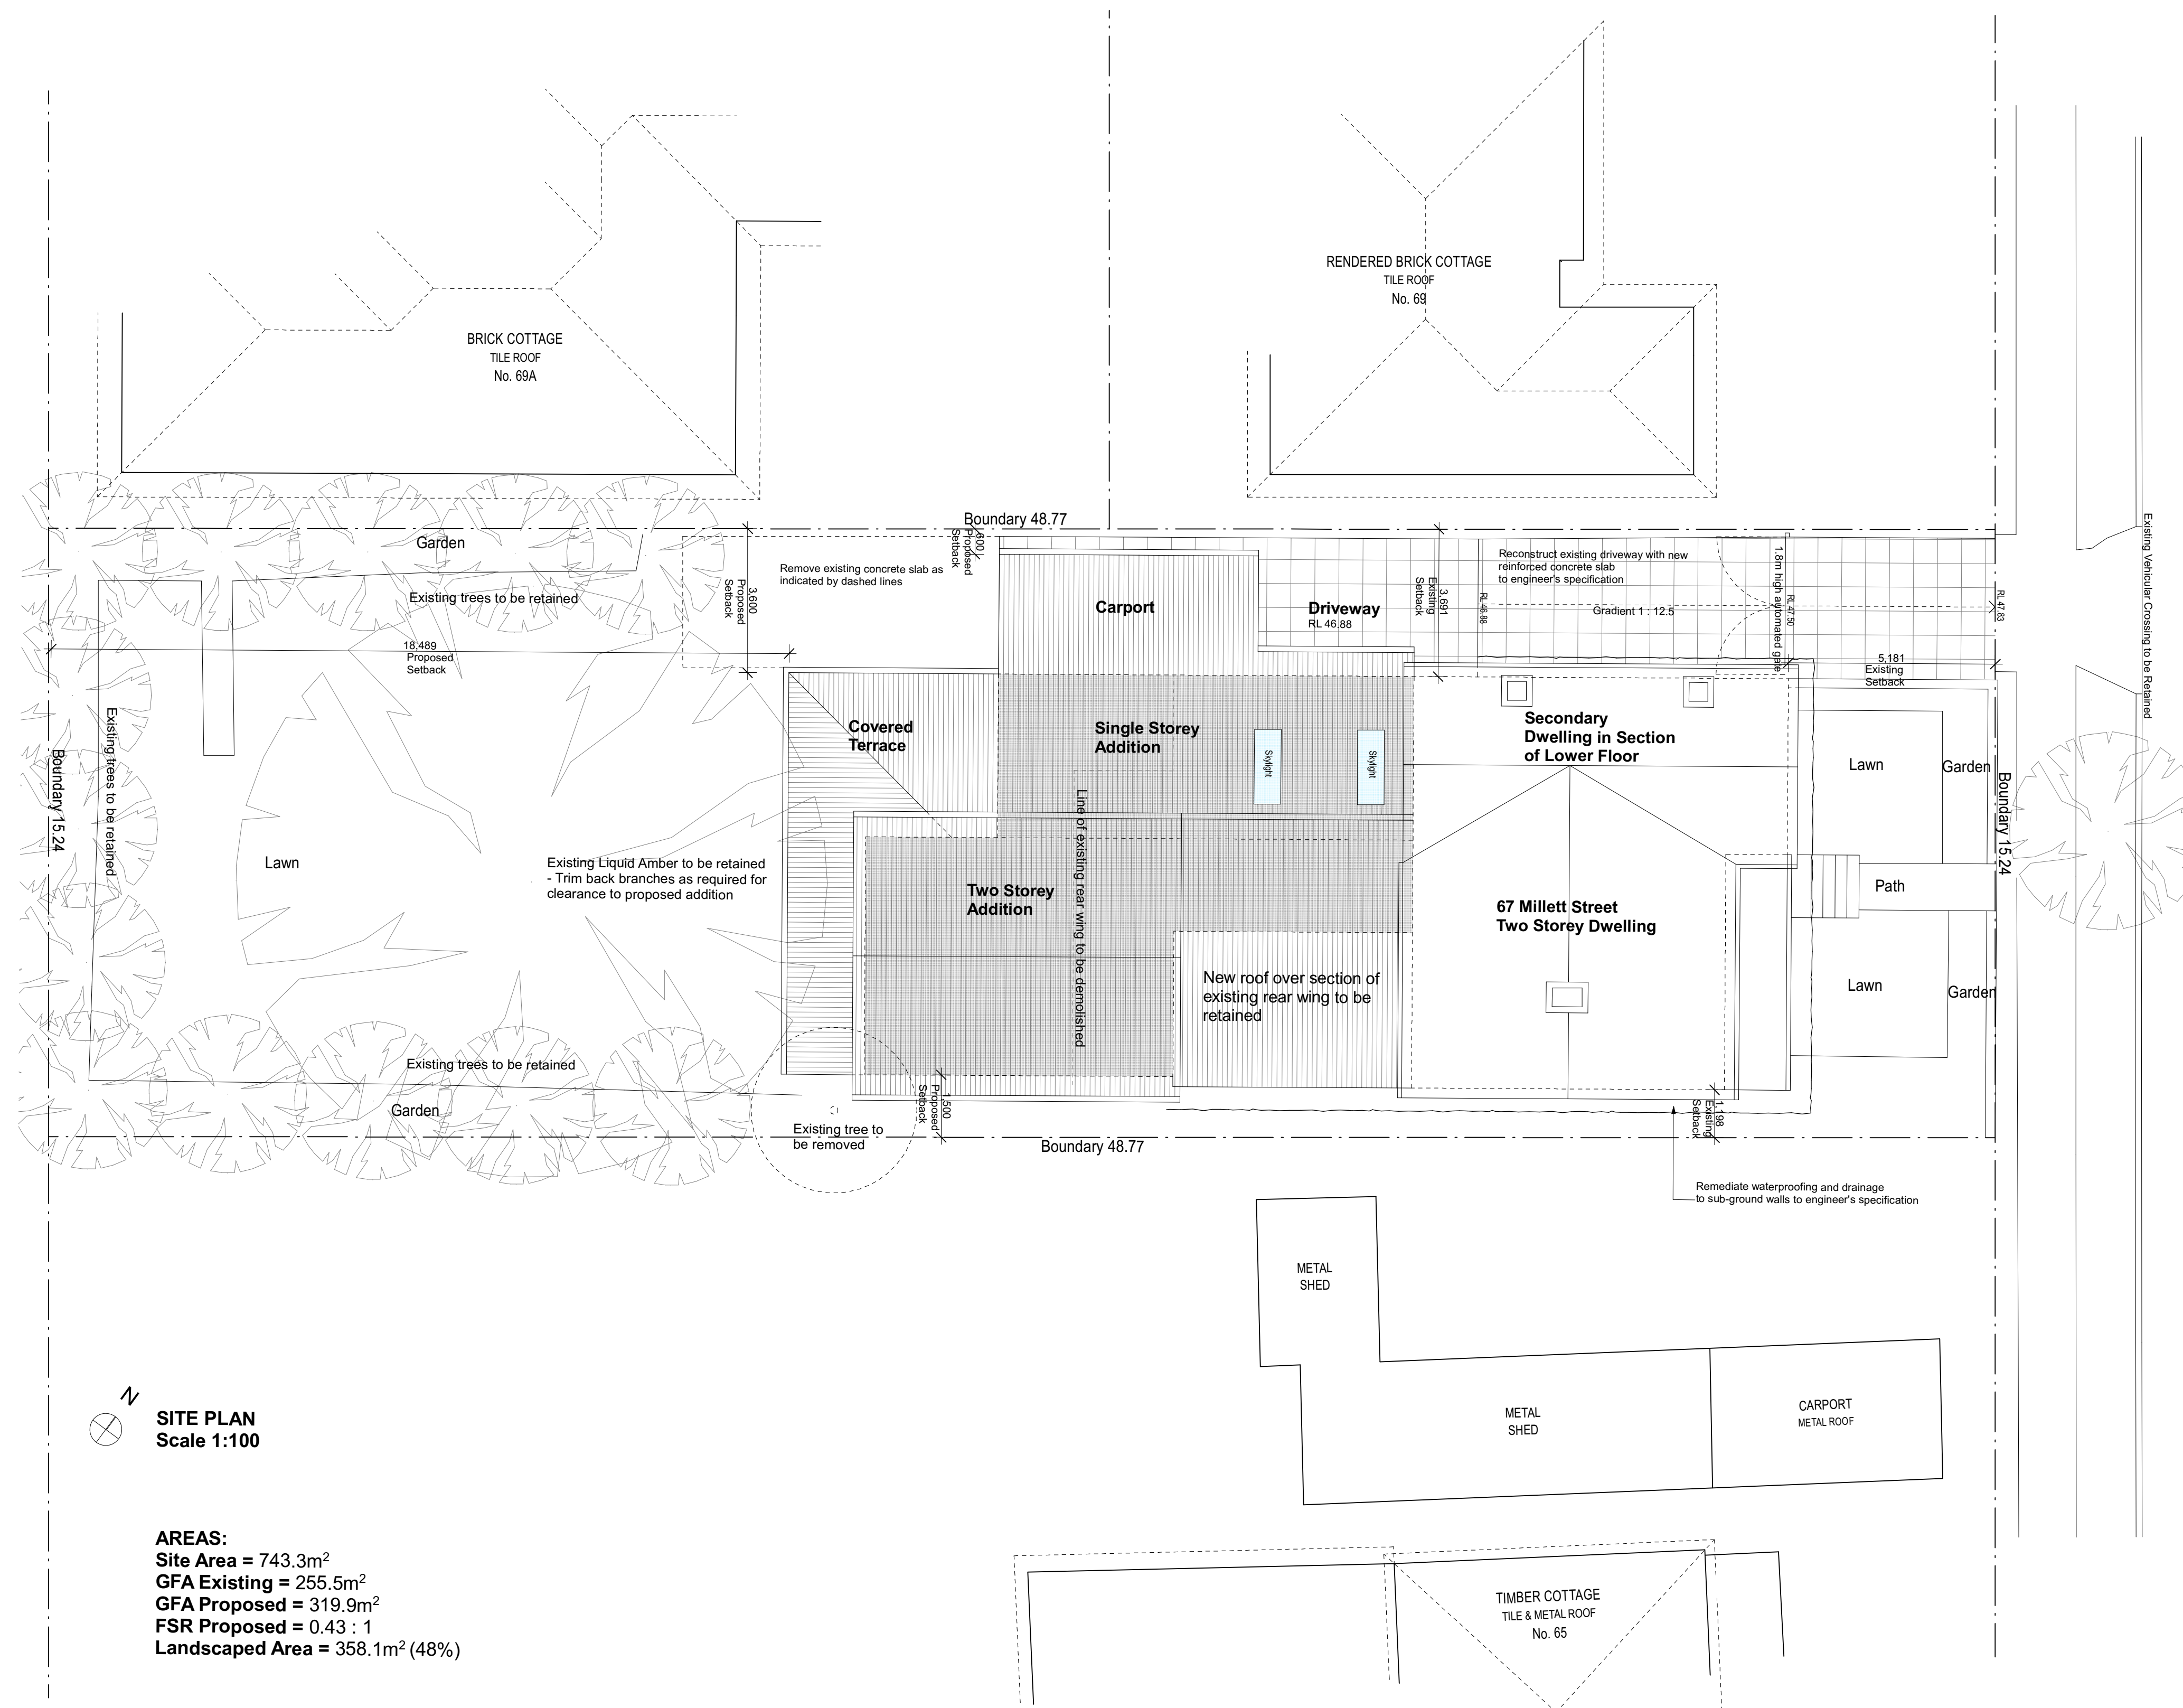 RENDERED BRICK COTTAGE
TILE ROOF
No. 69
BRICK COTTAGE
TILE ROOF
No. 69A
Boundary 48.77
Garden
Existing trees to be retained
18,489
Proposed
Setback
3,600
Proposed
Setback
Remove existing concrete slab as
indicated by dashed lines
600
Proposed
Setback
Carport
Driveway
RL 46.88
3,691
Existing
Setback
RL 46.88
Reconstruct existing driveway with new
reinforced concrete slab
to engineer's specification
Gradient 1 : 12.5
1.8m high automated gate
RL 47.50
RL 47.83
5,181
Existing
Setback
Existing Vehicular Crossing to be Retained
Boundary 15.24
Existing trees to be retained
Lawn
Existing Liquid Amber to be retained
- Trim back branches as required for
clearance to proposed addition
Covered
Terrace
Single Storey
Addition
Skylight
Skylight
Secondary
Dwelling in Section
of Lower Floor
Lawn
Garden
Boundary 15.24
Line of existing rear wing to be demolished
Two Storey
Addition
67 Millett Street
Two Storey Dwelling
Path
New roof over section of
existing rear wing to be
retained
Lawn
Garden
Existing trees to be retained
Garden
Existing tree to
be removed
1,500
Proposed
Setback
1,198
Existing
Setback
Boundary 48.77
Remediate waterproofing and drainage
to sub-ground walls to engineer's specification
METAL
SHED
METAL
SHED
CARPORT
METAL ROOF
N
SITE PLAN
Scale 1:100
AREAS:
Site Area = 743.3m²
GFA Existing = 255.5m²
GFA Proposed = 319.9m²
FSR Proposed = 0.43 : 1
Landscaped Area = 358.1m² (48%)
TIMBER COTTAGE
TILE & METAL ROOF
No. 65